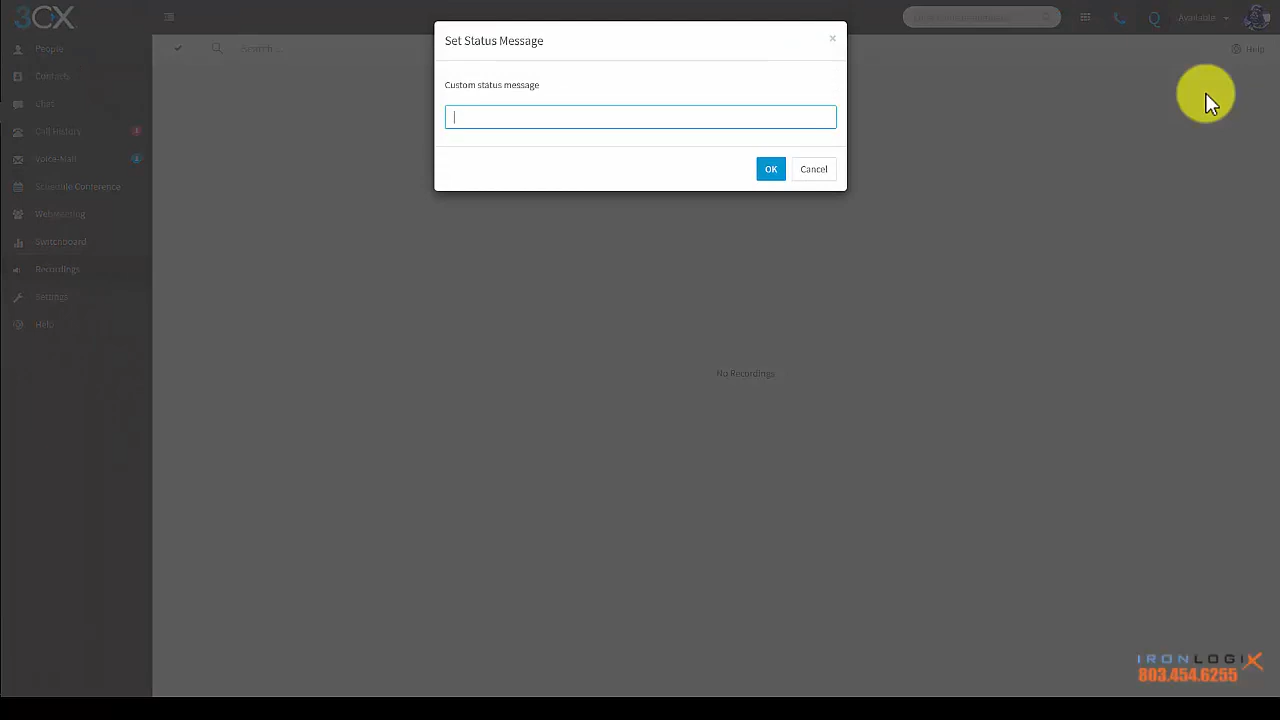 3CX
Set Status Message
×
Available
People
Search ...
Help
Contacts
Custom status message
Chat
Call History
Voice-Mail
OK
Cancel
Schedule Conference
Webmeeting
Switchboard
Recordings
Settings
Help
No Recordings
IRONLOGIX
803.454.6255